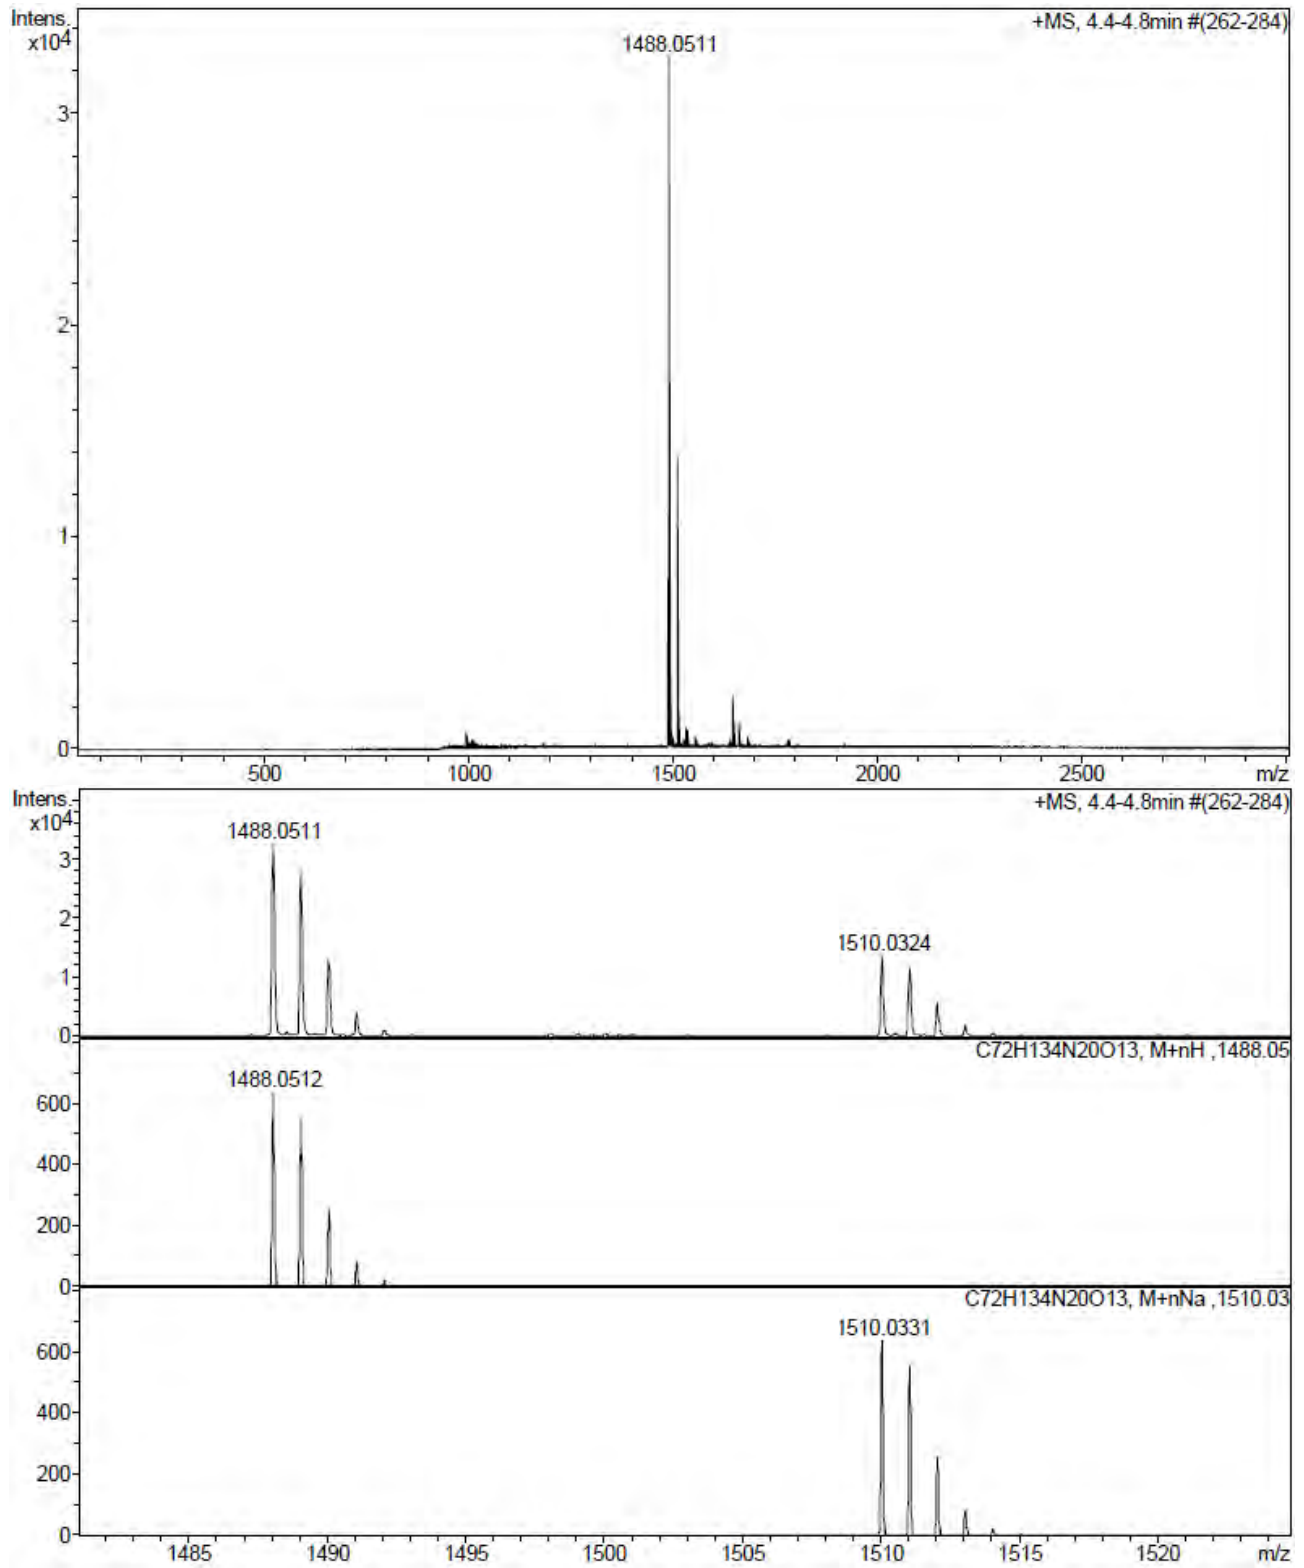 Intens.
x10⁴
+MS, 4.4-4.8min #(262-284)
1488.0511
3
2
1
0
500 1000 1500 2000 2500 m/z
Intens.
x10⁴
+MS, 4.4-4.8min #(262-284)
1488.0511
3
1510.0324
2
1
0
C72H134N20O13, M+nH ,1488.05
1488.0512
600
400
200
0
C72H134N20O13, M+nNa ,1510.03
1510.0331
600
400
200
0
1485 1490 1495 1500 1505 1510 1515 1520 m/z